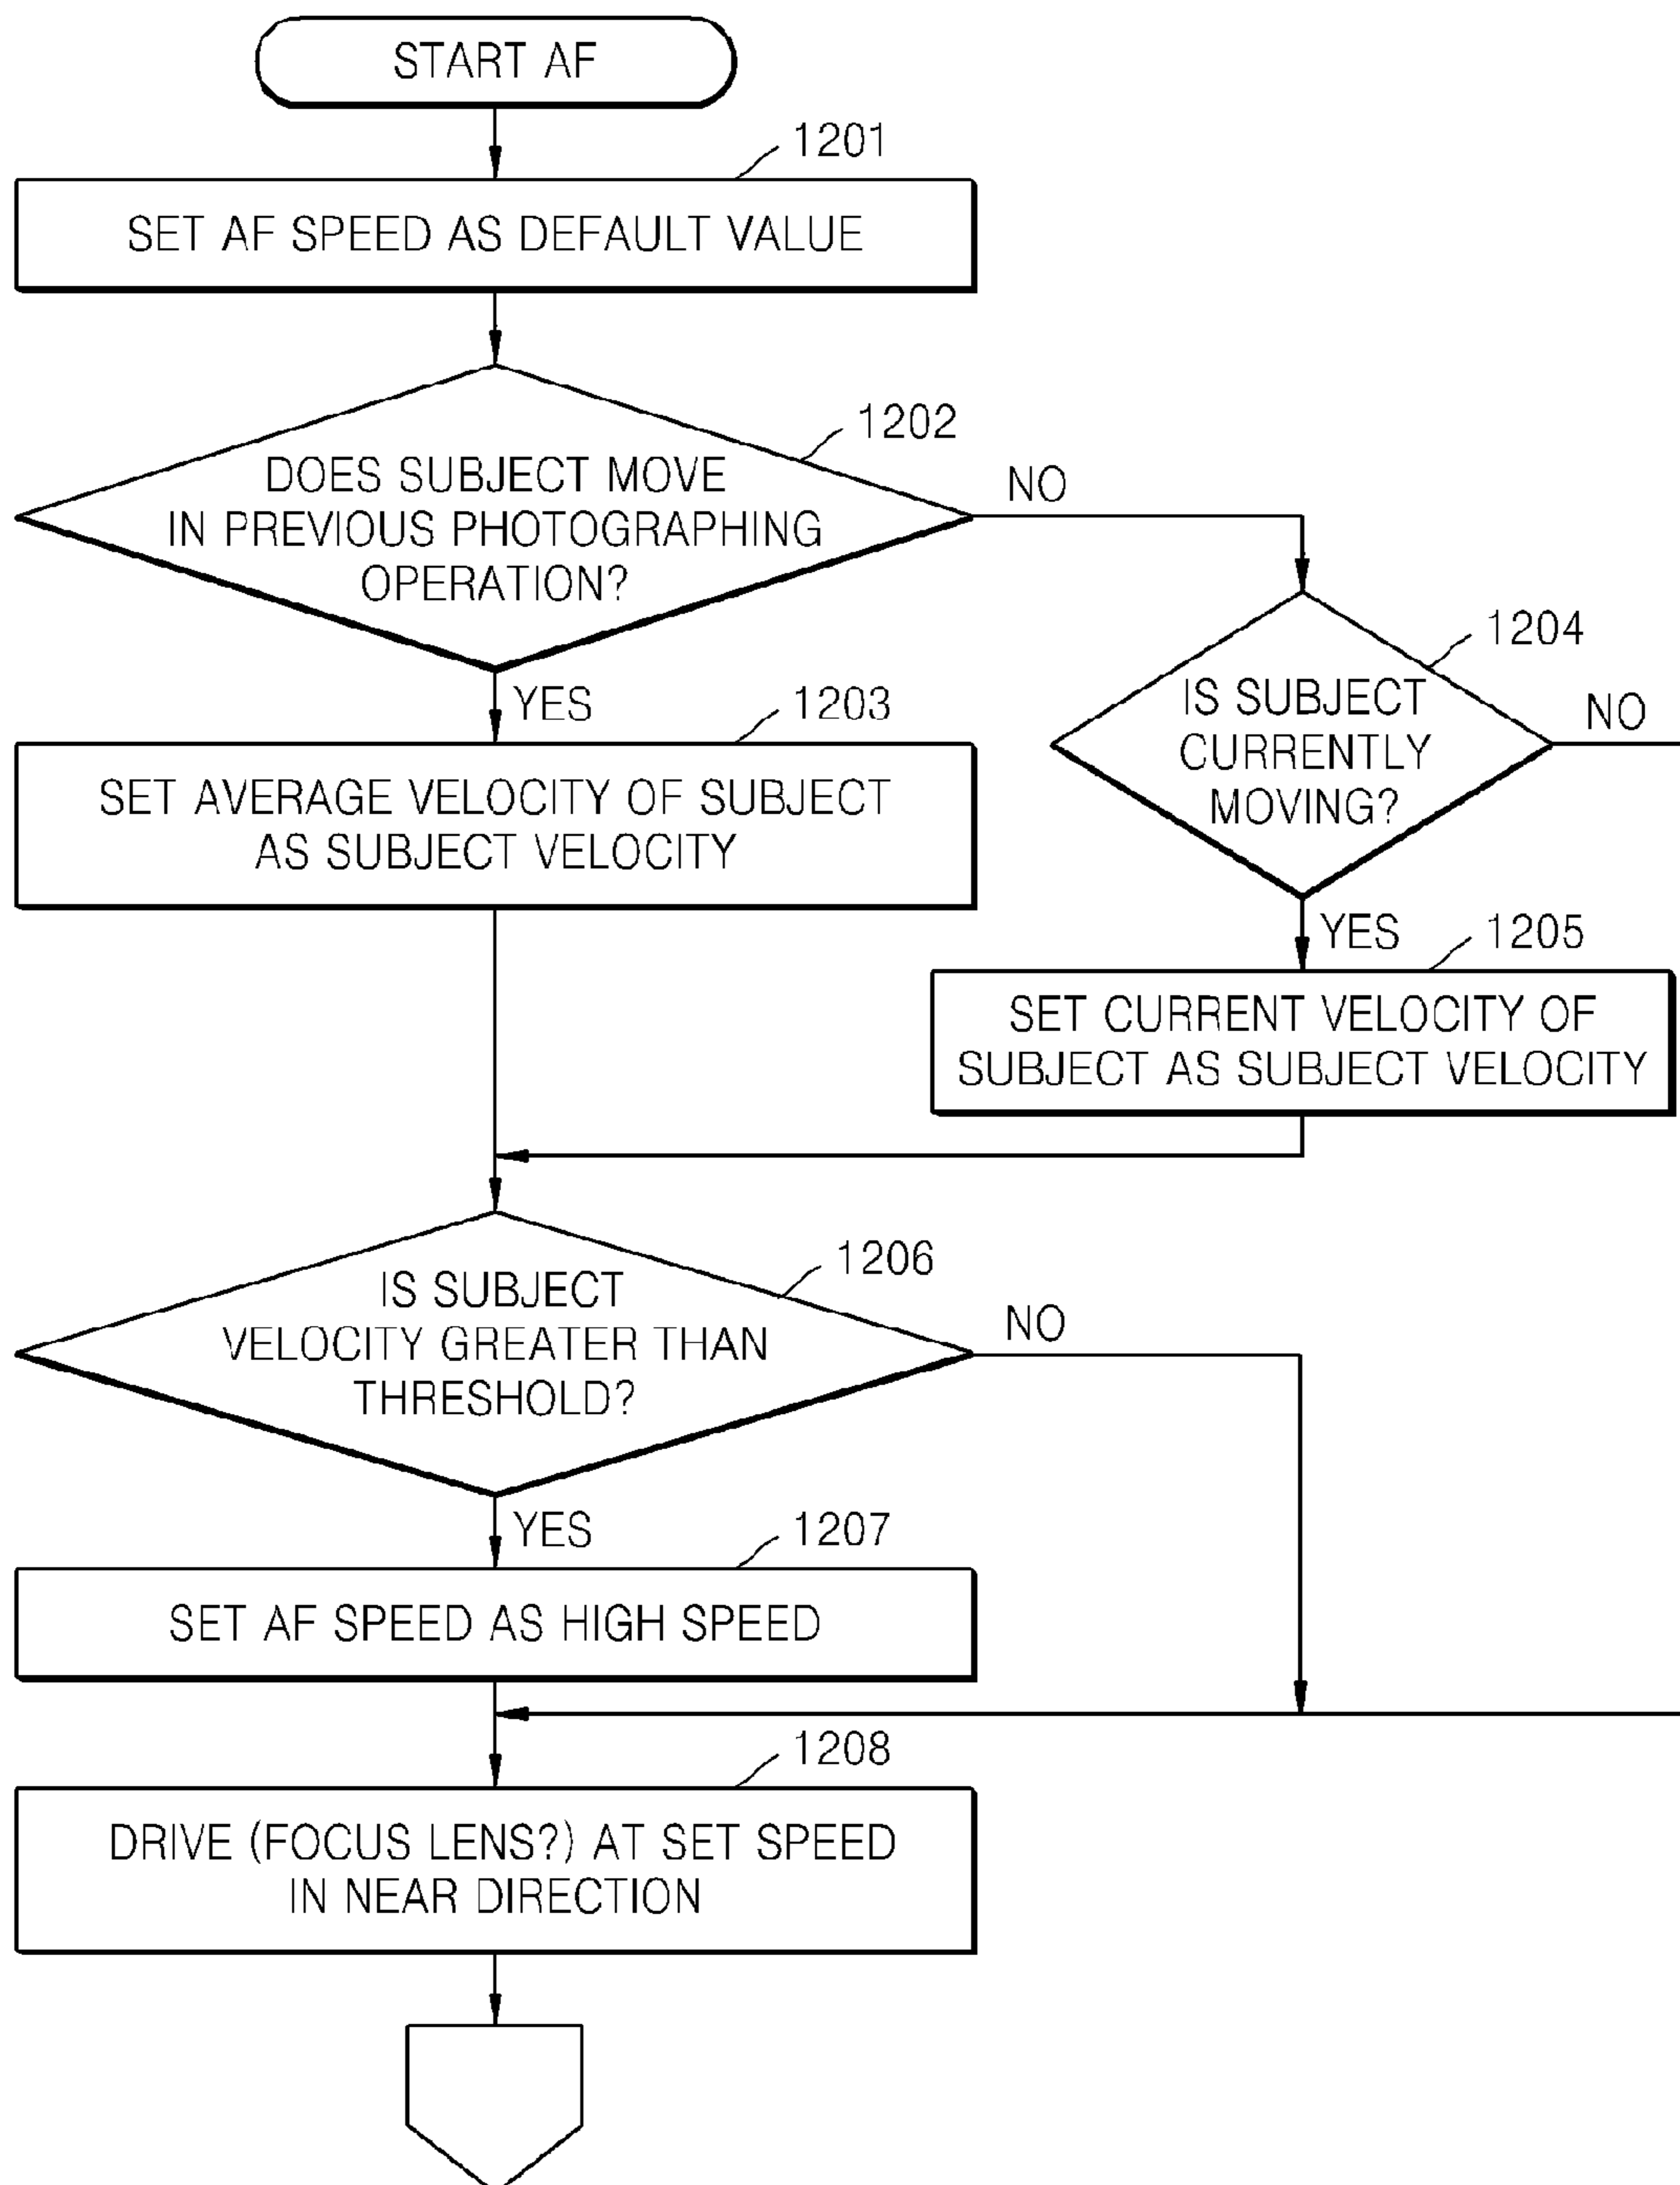 START AF
1201
SET AF SPEED AS DEFAULT VALUE
1202
DOES SUBJECT MOVE
IN PREVIOUS PHOTOGRAPHING
OPERATION?
NO
YES
1203
SET AVERAGE VELOCITY OF SUBJECT
AS SUBJECT VELOCITY
1204
IS SUBJECT
CURRENTLY
MOVING?
NO
YES
1205
SET CURRENT VELOCITY OF
SUBJECT AS SUBJECT VELOCITY
1206
IS SUBJECT
VELOCITY GREATER THAN
THRESHOLD?
NO
YES
1207
SET AF SPEED AS HIGH SPEED
1208
DRIVE (FOCUS LENS?) AT SET SPEED
IN NEAR DIRECTION